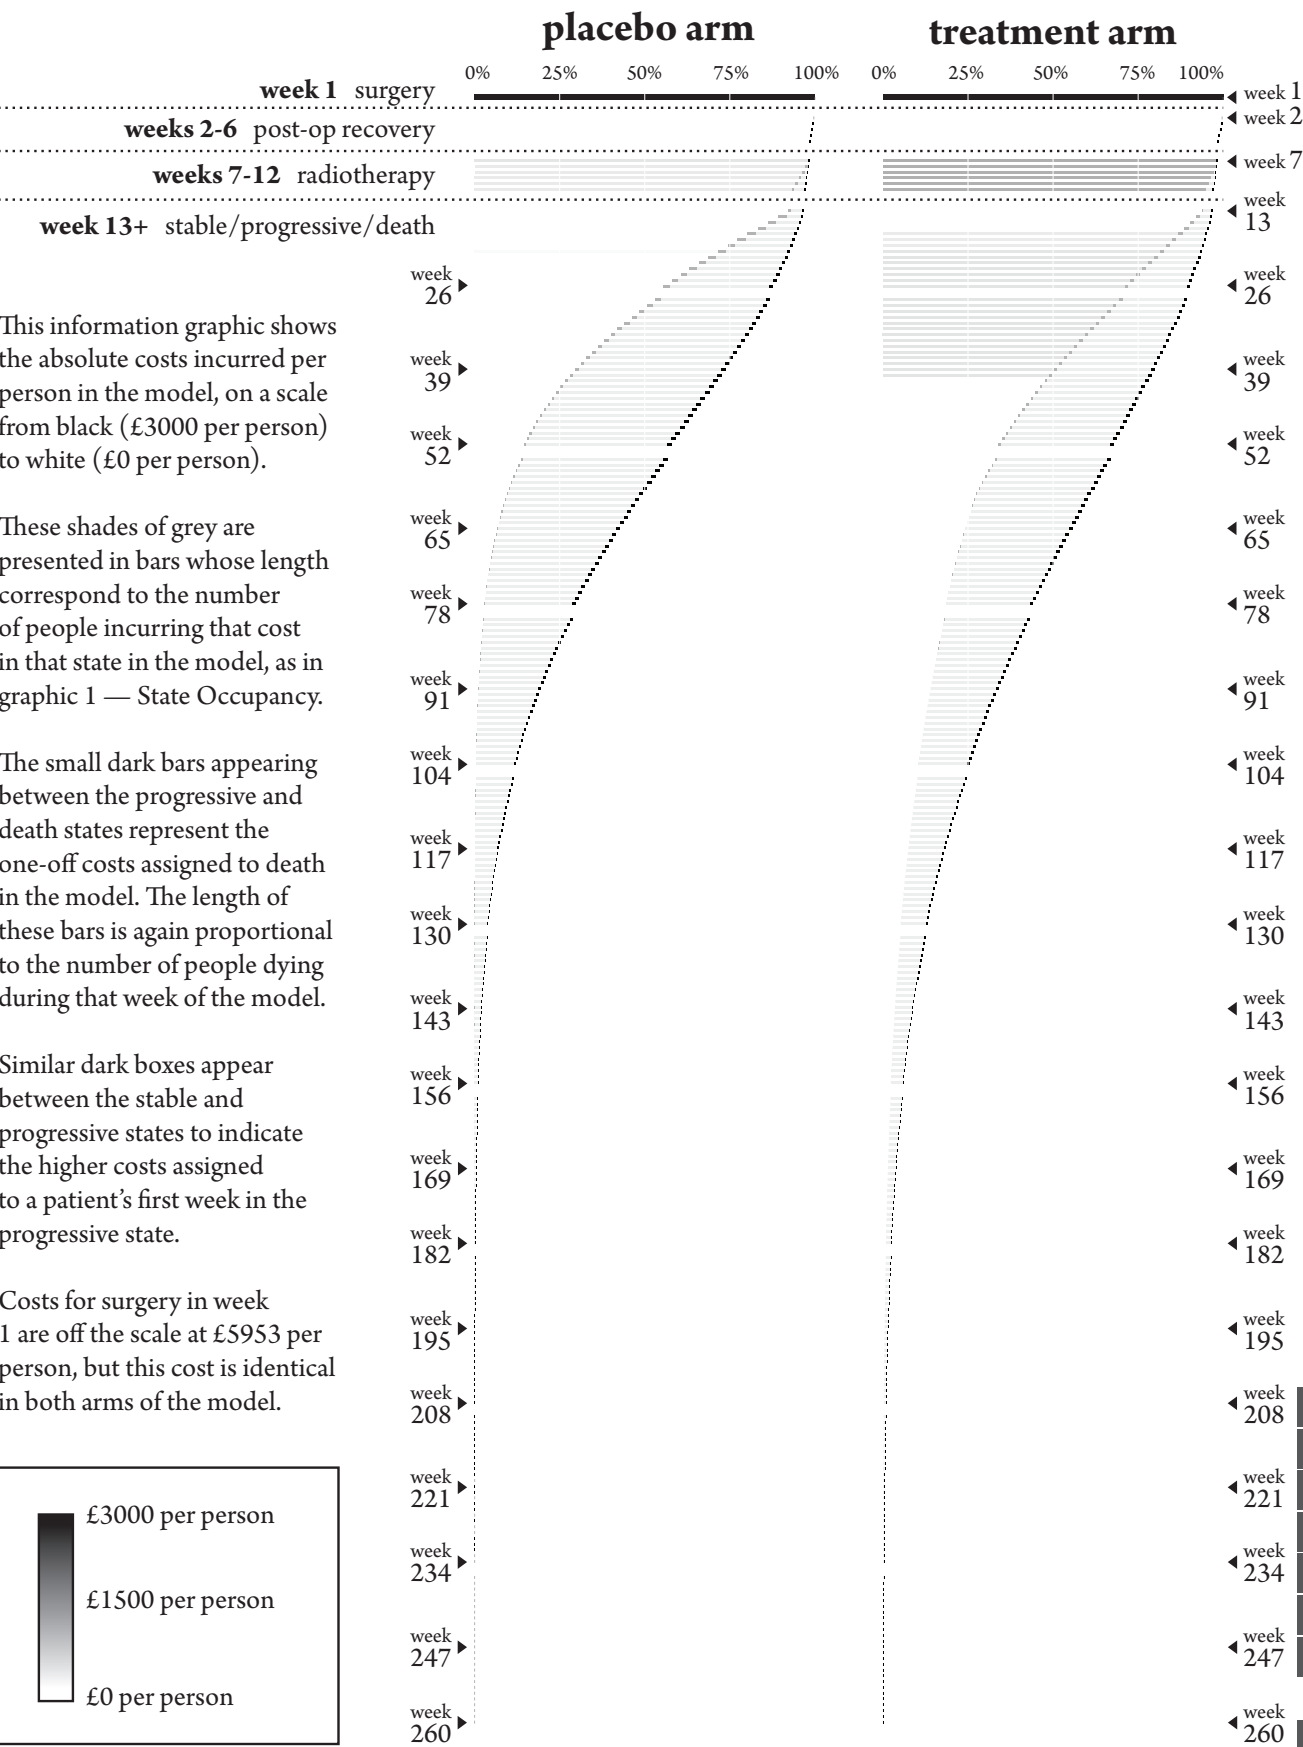 placebo arm
treatment arm
0% 25% 50% 75% 100%
0% 25% 50% 75% 100%
week 1 surgery
weeks 2-6 post-op recovery
weeks 7-12 radiotherapy
week 13+ stable/progressive/death
This information graphic shows
the absolute costs incurred per
person in the model, on a scale
from black (£3000 per person)
to white (£0 per person).
These shades of grey are
presented in bars whose length
correspond to the number
of people incurring that cost
in that state in the model, as in
graphic 1 — State Occupancy.
The small dark bars appearing
between the progressive and
death states represent the
one-off costs assigned to death
in the model. The length of
these bars is again proportional
to the number of people dying
during that week of the model.
Similar dark boxes appear
between the stable and
progressive states to indicate
the higher costs assigned
to a patient’s first week in the
progressive state.
Costs for surgery in week
1 are off the scale at £5953 per
person, but this cost is identical
in both arms of the model.
£3000 per person
£1500 per person
£0 per person
week
26
week
39
week
52
week
65
week
78
week
91
week
104
week
117
week
130
week
143
week
156
week
169
week
182
week
195
week
208
week
221
week
234
week
247
week
260
week 1
week 2
week 7
week
13
week
26
week
39
week
52
week
65
week
78
week
91
week
104
week
117
week
130
week
143
week
156
week
169
week
182
week
195
week
208
week
221
week
234
week
247
week
260